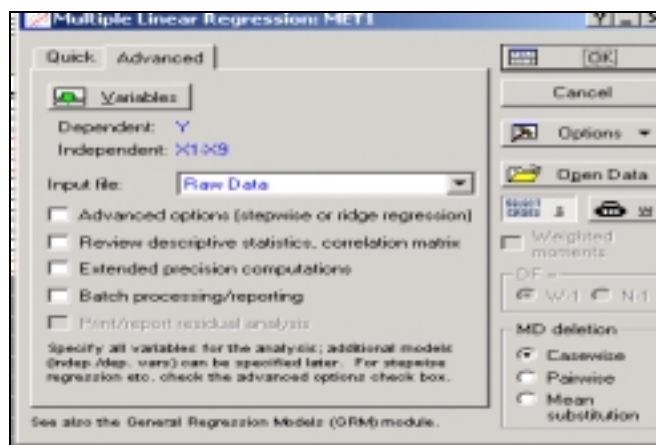 Multiple Linear Regression: MET1
Quick Advanced
Variables
Dependent: Y
Independent: X1-X9
Input file: Raw Data
Advanced options (stepwise or ridge regression)
Review descriptive statistics, correlation matrix
Extended precision computations
Batch processing/reporting
Print/report residual analysis
Specify all variables for the analysis; additional models
(indep./dep. vars) can be specified later. For stepwise
regression etc. check the advanced options check box.
See also the General Regression Models (GRM) module.
OK
Cancel
Options
Open Data
SELECT CASES S W
Weighted
moments
DF =
W-1 N-1
MD deletion
Casewise
Pairwise
Mean
substitution